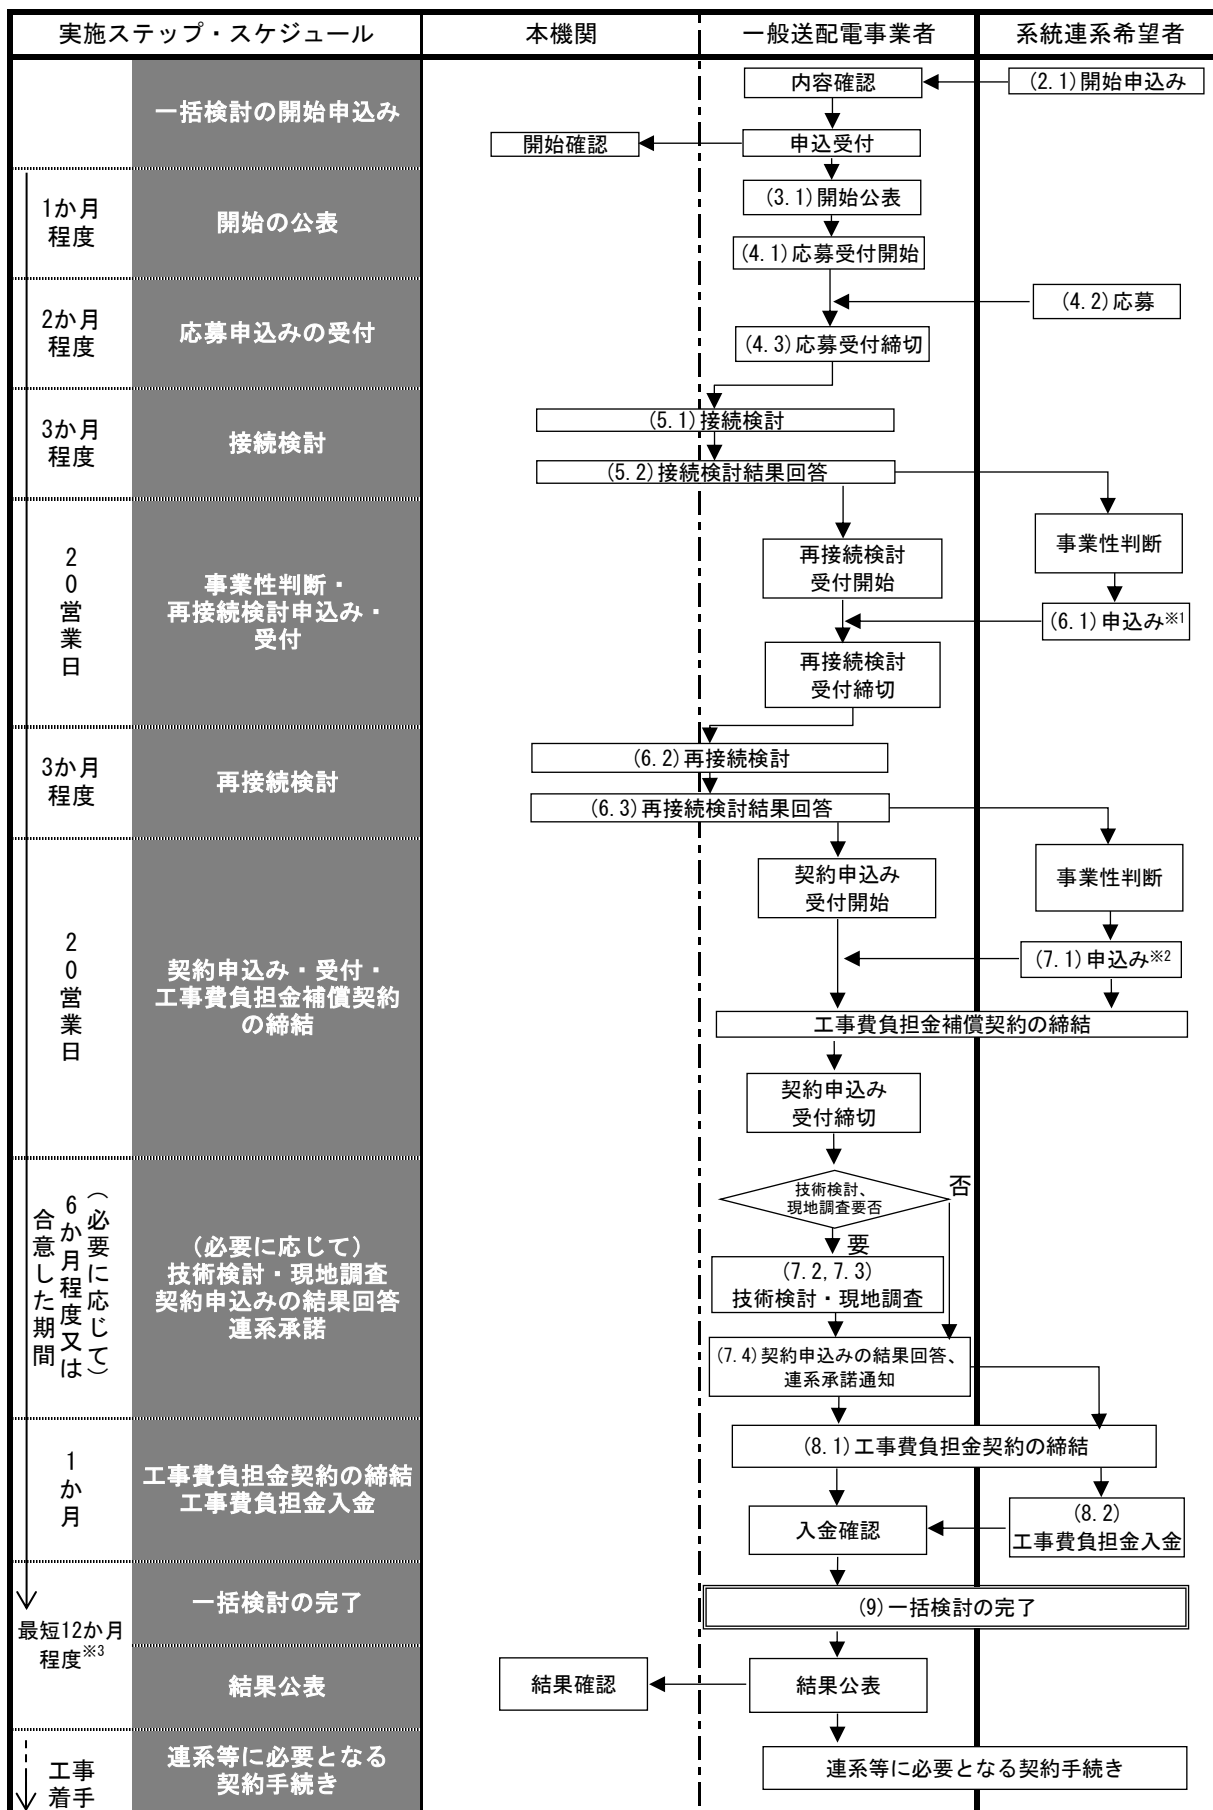 実施ステップ・スケジュール
本機関
一般送配電事業者
系統連系希望者
一括検討の開始申込み
内容確認
(2.1)開始申込み
開始確認
申込受付
1か月
程度
開始の公表
(3.1)開始公表
(4.1)応募受付開始
2か月
程度
応募申込みの受付
(4.2)応募
(4.3)応募受付締切
3か月
程度
接続検討
(5.1)接続検討
(5.2)接続検討結果回答
20営業日
事業性判断・
再接続検討申込み・
受付
再接続検討
受付開始
事業性判断
(6.1)申込み※1
再接続検討
受付締切
3か月
程度
再接続検討
(6.2)再接続検討
(6.3)再接続検討結果回答
20営業日
契約申込み・受付・
工事費負担金補償契約
の締結
契約申込み
受付開始
事業性判断
(7.1)申込み※2
工事費負担金補償契約の締結
契約申込み
受付締切
(必要に応じて)
6か月程度又は
合意した期間
(必要に応じて)
技術検討・現地調査
契約申込みの結果回答
連系承諾
技術検討、
現地調査要否
否
要
(7.2,7.3)
技術検討・現地調査
(7.4)契約申込みの結果回答、
連系承諾通知
1か月
工事費負担金契約の締結
工事費負担金入金
(8.1)工事費負担金契約の締結
入金確認
(8.2)
工事費負担金入金
最短12か月
程度※3
一括検討の完了
(9)一括検討の完了
結果公表
結果確認
結果公表
工事
着手
連系等に必要となる
契約手続き
連系等に必要となる契約手続き